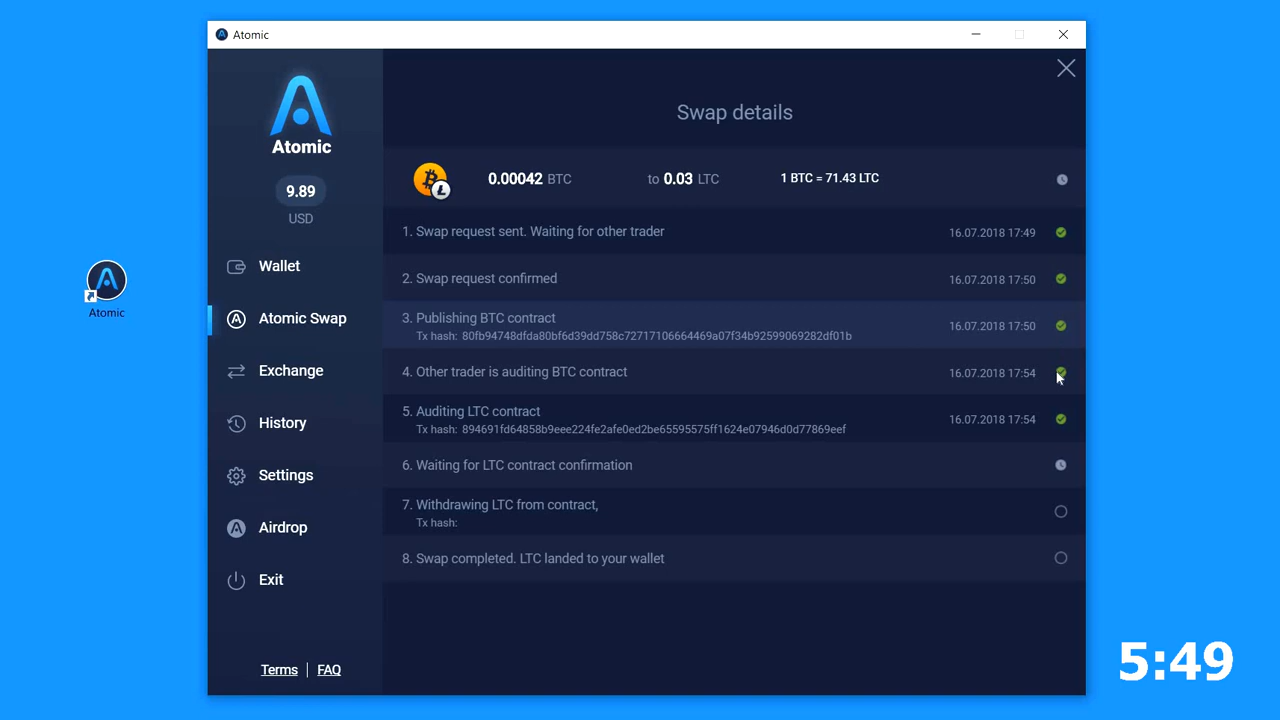 Atomic
Atomic
9.89
USD
Wallet
Atomic Swap
Exchange
History
Settings
Airdrop
Exit
Terms | FAQ
Swap details
0.00042 BTC to 0.03 LTC 1 BTC = 71.43 LTC
1. Swap request sent. Waiting for other trader 16.07.2018 17:49
2. Swap request confirmed 16.07.2018 17:50
3. Publishing BTC contract 16.07.2018 17:50
Tx hash: 80fb94748dfda80bf6d39dd758c72717106664469a07f34b92599069282df01b
4. Other trader is auditing BTC contract 16.07.2018 17:54
5. Auditing LTC contract 16.07.2018 17:54
Tx hash: 894691fd64858b9eee224fe2afe0ed2be65595575ff1624e07946d0d77869eef
6. Waiting for LTC contract confirmation
7. Withdrawing LTC from contract,
Tx hash:
8. Swap completed. LTC landed to your wallet
Atomic
5:49